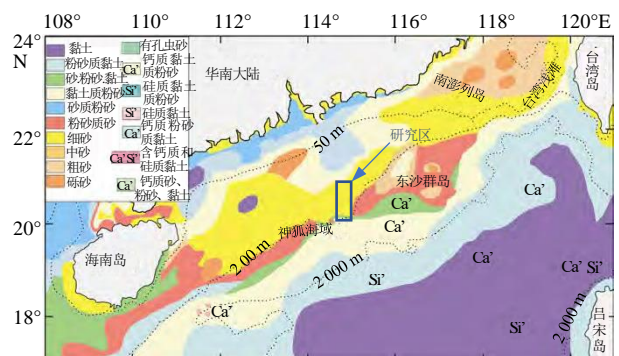 108° 110° 112° 114° 116° 118° 120°E
24°
N
22°
20°
18°
黏土
粉砂质黏土
砂-粉砂-黏土
黏土质粉砂
砂质粉砂
粉砂质砂
细砂
中砂
粗砂
砾砂
有孔虫砂
Ca' 钙质黏土
质粉砂
Si' 硅质黏土
质粉砂
Si' 硅质黏土
Ca' 钙质粉砂
质黏土
Ca'Si' 含钙质和
硅质黏土
Ca' 钙质砂、
粉砂、黏土
华南大陆
南澎列岛
台湾浅滩
台湾岛
50 m
研究区
东沙群岛
Ca'
神狐海域
Ca'
200 m
海南岛
2 000 m
Si'
Ca'
Ca'
Ca' Si'
Ca'
Si'
2 000 m
吕宋岛